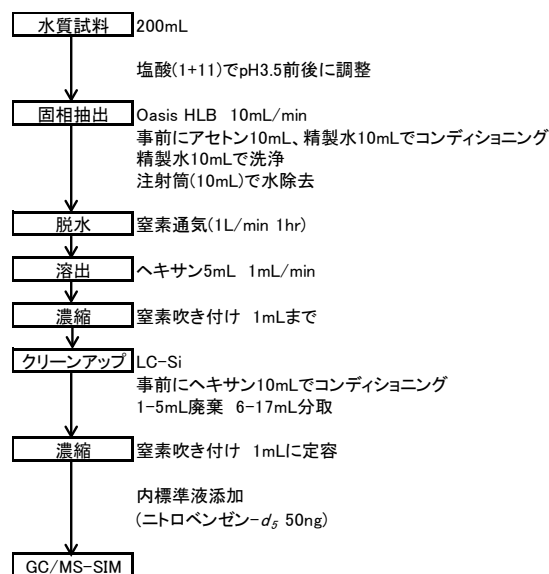 水質試料 200mL
塩酸(1+11)でpH3.5前後に調整
固相抽出 Oasis HLB 10mL/min
事前にアセトン10mL、精製水10mLでコンディショニング
精製水10mLで洗浄
注射筒(10mL)で水除去
脱水 窒素通気(1L/min 1hr)
溶出 ヘキサン5mL 1mL/min
濃縮 窒素吹き付け 1mLまで
クリーンアップ LC-Si
事前にヘキサン10mLでコンディショニング
1-5mL廃棄 6-17mL分取
濃縮 窒素吹き付け 1mLに定容
内標準液添加
(ニトロベンゼン-d5 50ng)
GC/MS-SIM